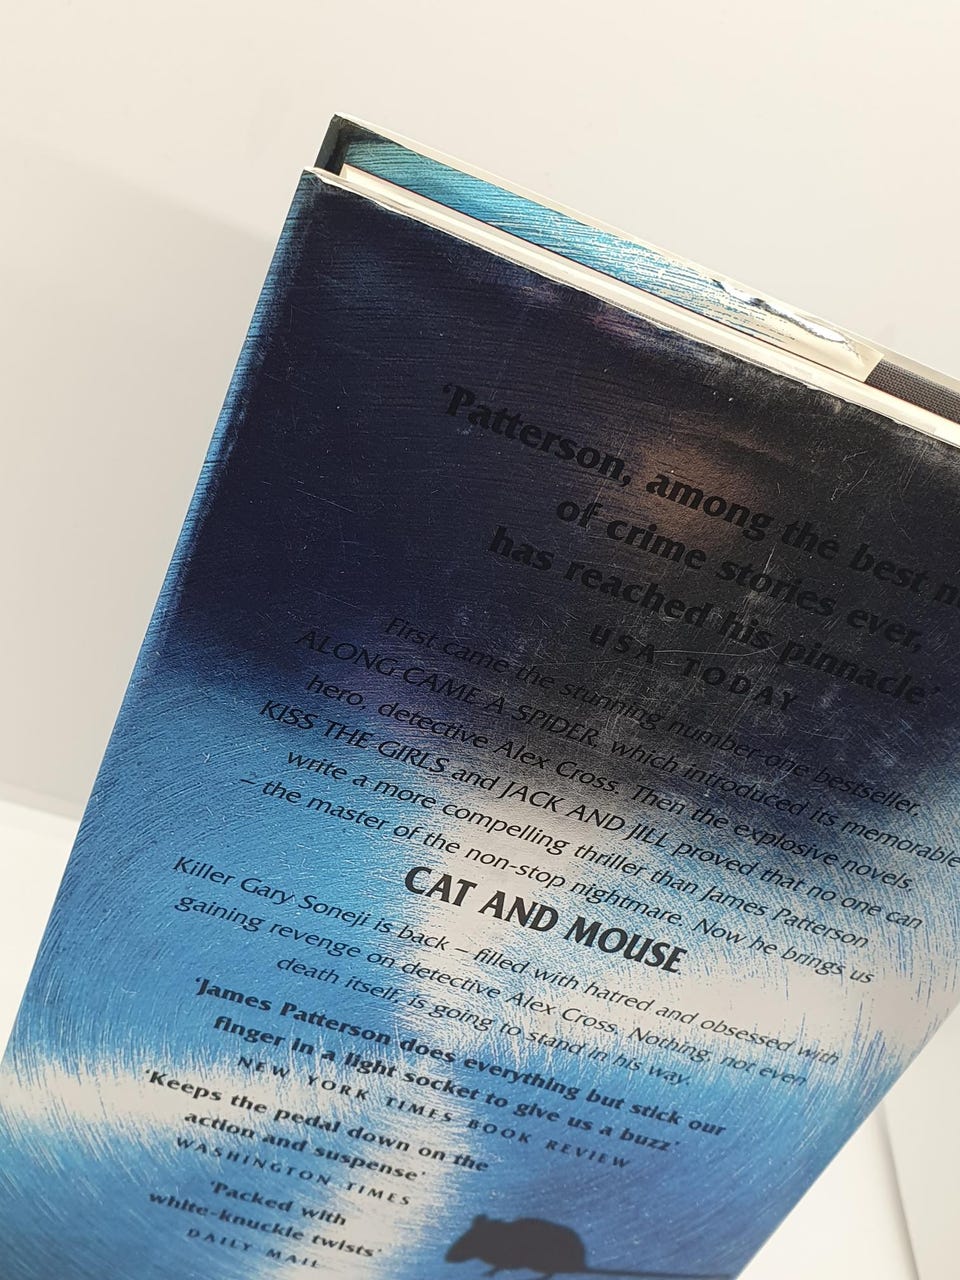 ‘Patterson, among the best
of crime stories ever,
has reached his pinnacle’
USA TODAY
First came the stunning number-one bestseller,
ALONG CAME A SPIDER, which introduced its memorable
hero, detective Alex Cross. Then the explosive novels
KISS THE GIRLS and JACK AND JILL proved that no one can
write a more compelling thriller than James Patterson
– the master of the non-stop nightmare. Now he brings us
CAT AND MOUSE
Killer Gary Soneji is back – filled with hatred and obsessed with
gaining revenge on detective Alex Cross. Nothing, not even
death itself, is going to stand in his way.
‘James Patterson does everything but stick our
finger in a light socket to give us a buzz’
NEW YORK TIMES BOOK REVIEW
‘Keeps the pedal down on the
action and suspense’
WASHINGTON TIMES
‘Packed with
white-knuckle twists’
DAILY MAIL